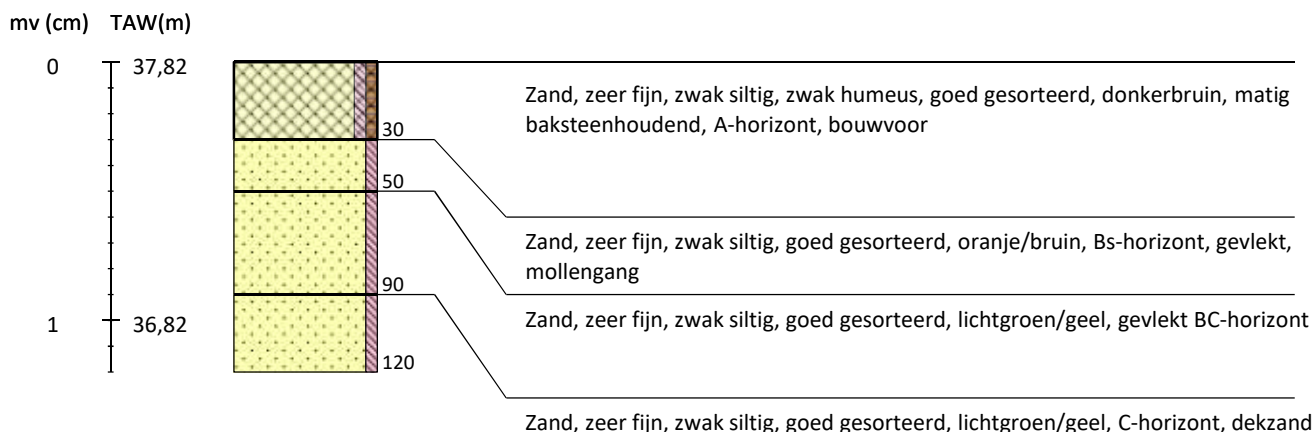 mv (cm) TAW(m)
0 37,82
Zand, zeer fijn, zwak siltig, zwak humeus, goed gesorteerd, donkerbruin, matig
baksteenhoudend, A-horizont, bouwvoor
30
50
Zand, zeer fijn, zwak siltig, goed gesorteerd, oranje/bruin, Bs-horizont, gevlekt,
mollengang
90
1 36,82
Zand, zeer fijn, zwak siltig, goed gesorteerd, lichtgroen/geel, gevlekt BC-horizont
120
Zand, zeer fijn, zwak siltig, goed gesorteerd, lichtgroen/geel, C-horizont, dekzand